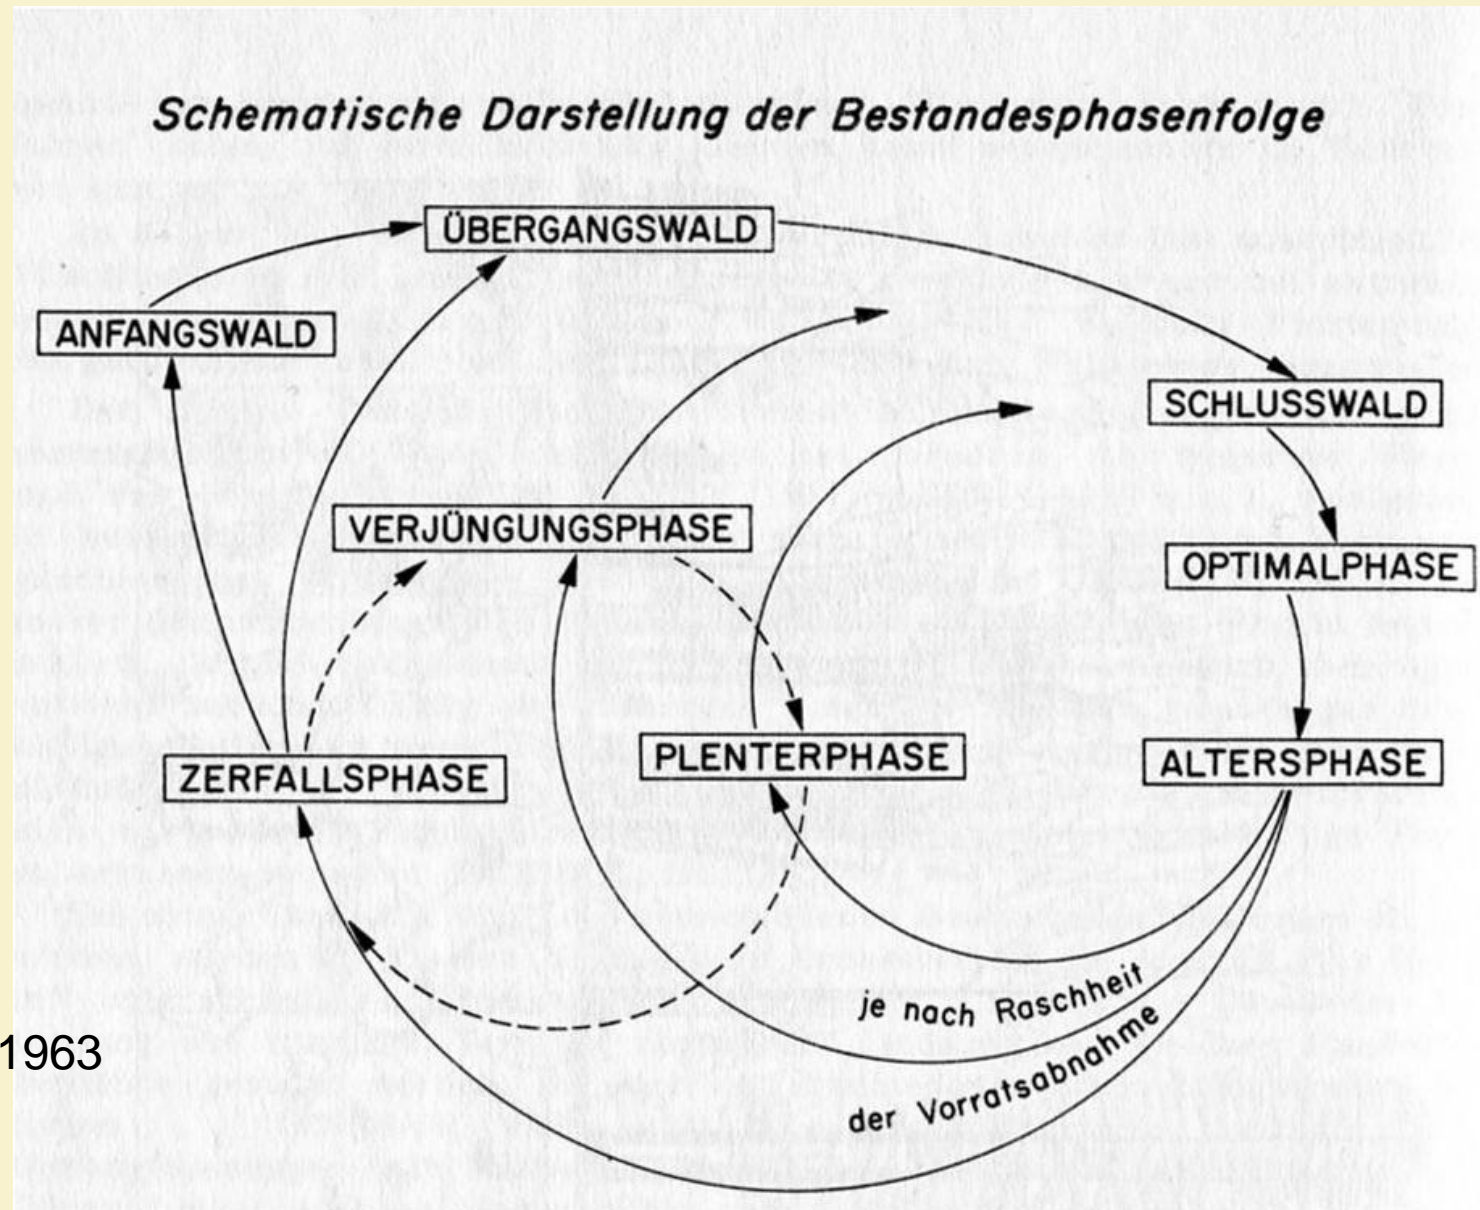 Schematische Darstellung der Bestandesphasenfolge
ÜBERGANGSWALD
ANFANGSWALD
SCHLUSSWALD
VERJÜNGUNGSPHASE
OPTIMALPHASE
PLENTERPHASE
ALTERSPHASE
ZERFALLSPHASE
je nach Raschheit
der Vorratsabnahme
1963